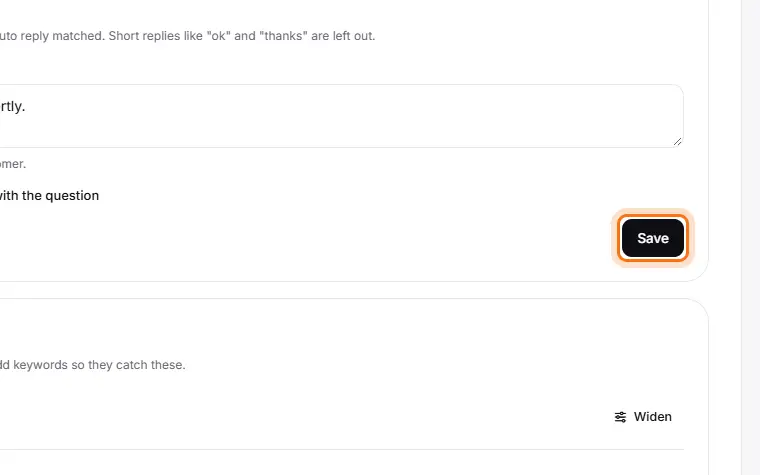 uto reply matched. Short replies like "ok" and "thanks" are left out.
rtly.
omer.
with the question
Save
dd keywords so they catch these.
Widen